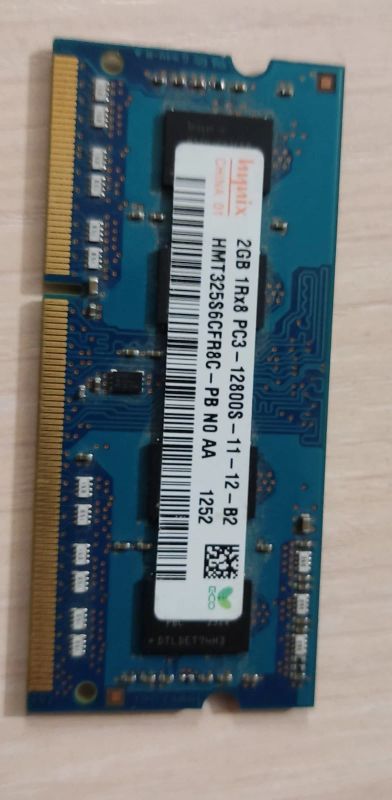 hynix
CHINA 01
2GB 1Rx8 PC3-12800S-11-12-B2
HMT325S6CFR8C-PB N0 AA 1252
ECO